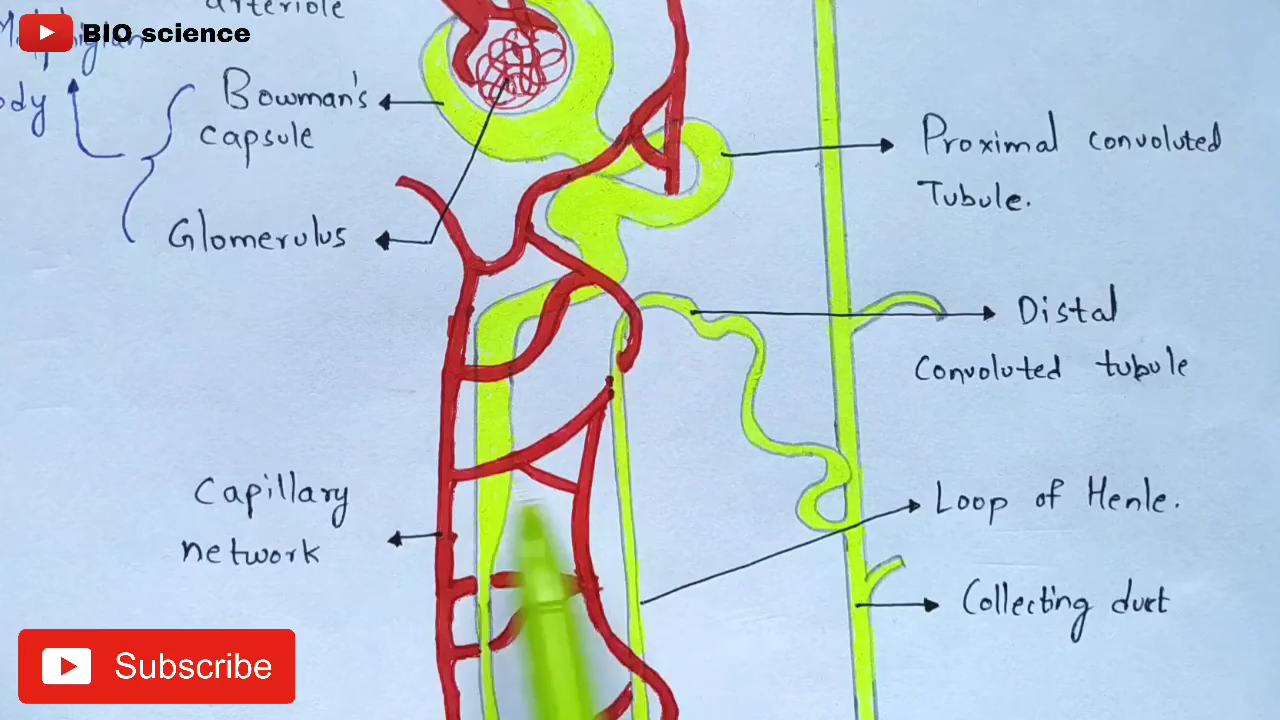 arteriole
BIO science
Bowman's
capsule
Glomerulus
Capillary
network
Proximal convoluted
Tubule.
Distal
Convoluted tubule
Loop of Henle.
Collecting duct
Subscribe